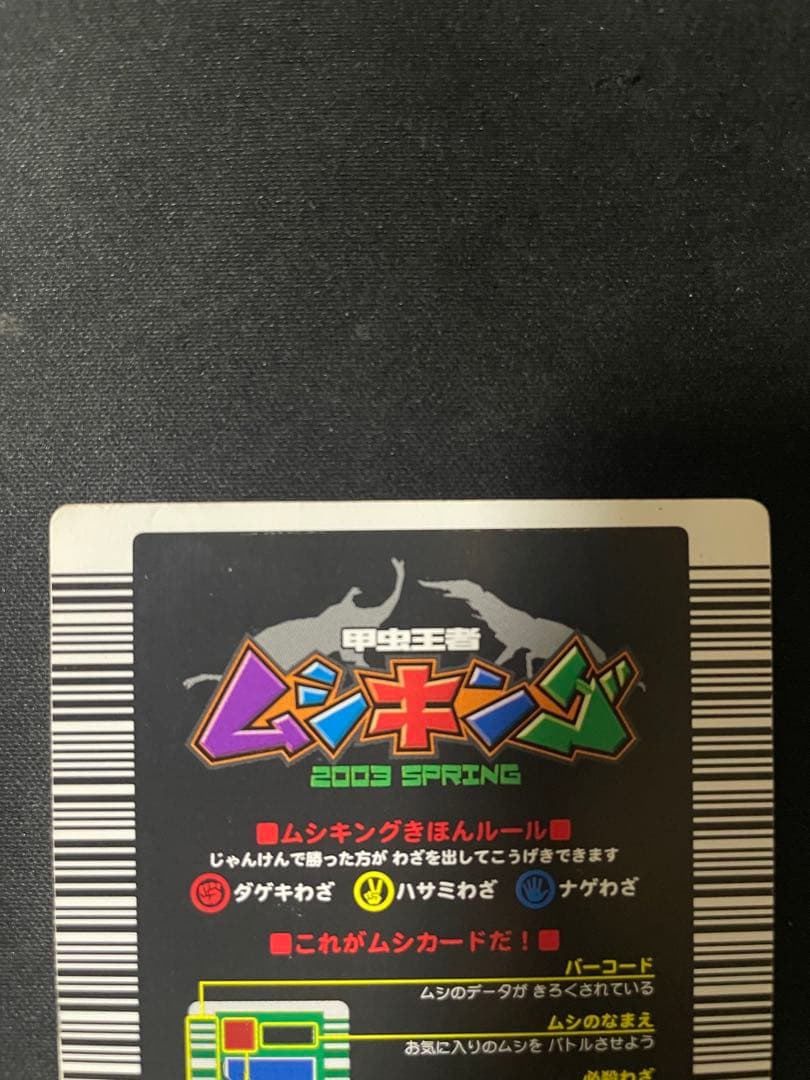 甲虫王者
ムシキング
2003 SPRING
■ムシキングきほんルール■
じゃんけんで勝った方が わざを出してこうげきできます
ダゲキわざ ハサミわざ ナゲわざ
■これがムシカードだ！■
バーコード
ムシのデータが きろくされている
ムシのなまえ
お気に入りのムシを バトルさせよう
必殺わざ